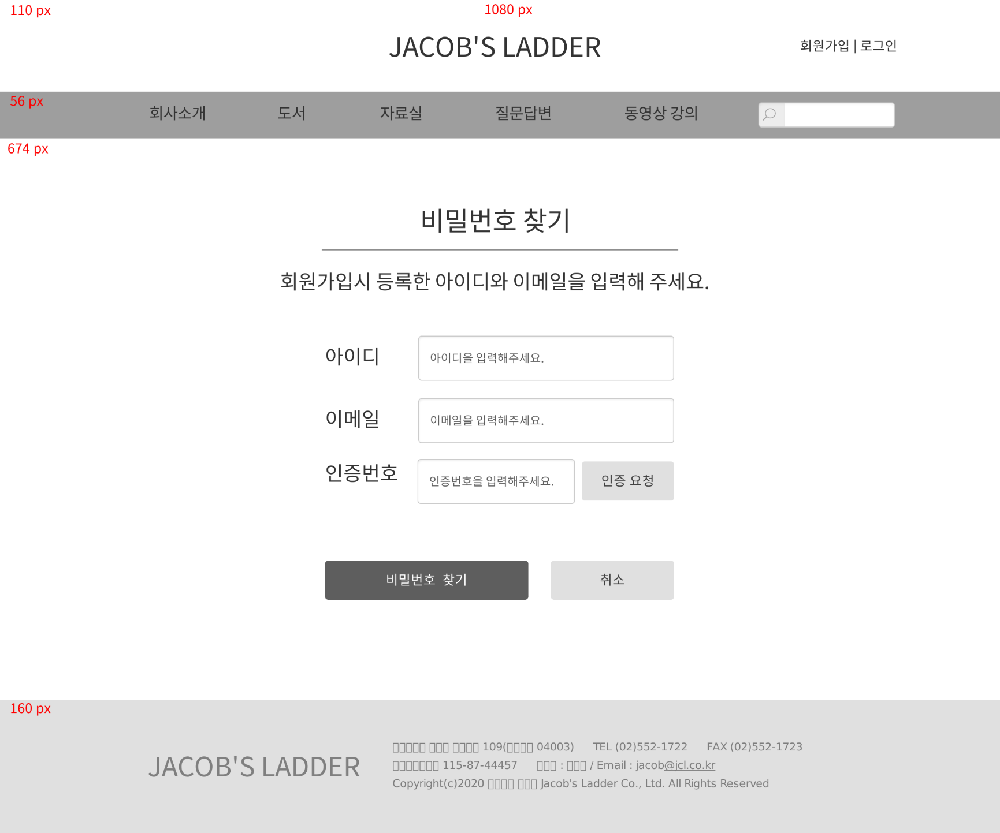 110 px
1080 px
JACOB'S LADDER
회원가입 | 로그인
56 px
회사소개
도서
자료실
질문답변
동영상 강의
674 px
비밀번호 찾기
회원가입시 등록한 아이디와 이메일을 입력해 주세요.
아이디
아이디을 입력해주세요.
이메일
이메일을 입력해주세요.
인증번호
인증번호을 입력해주세요.
인증 요청
비밀번호 찾기
취소
160 px
JACOB'S LADDER
109( 04003) TEL (02)552-1722 FAX (02)552-1723
115-87-44457 : / Email : jacob@jcl.co.kr
Copyright(c)2020 Jacob's Ladder Co., Ltd. All Rights Reserved